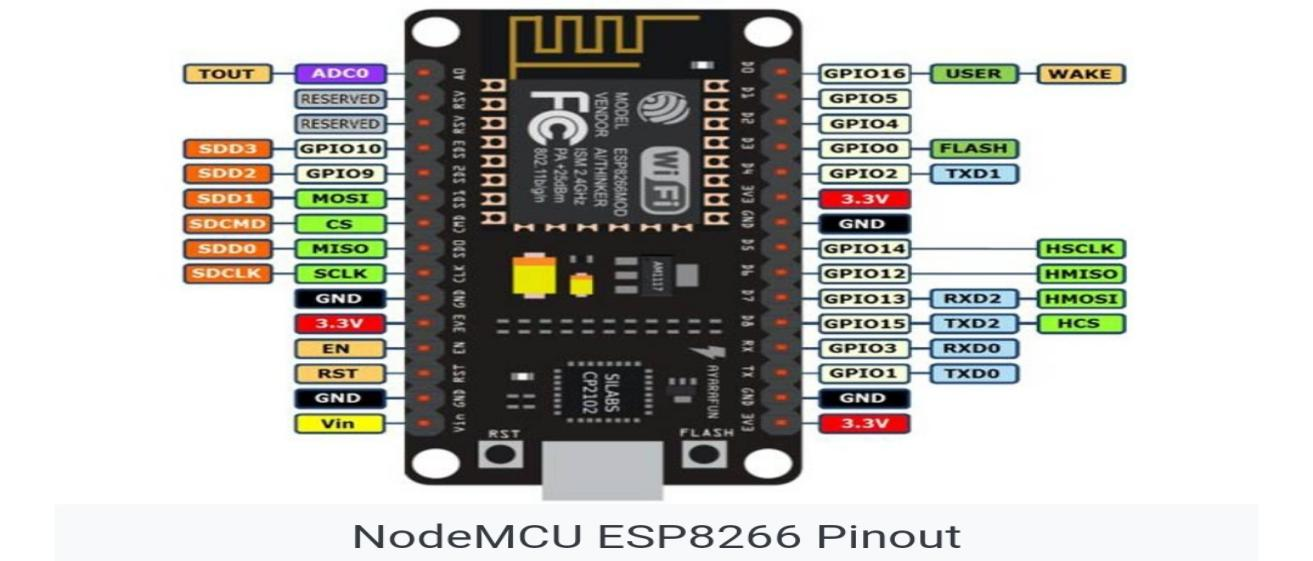 TOUT ADC0 A0 D0 GPIO16 USER WAKE
RESERVED RSV D1 GPIO5
RESERVED RSV D2 GPIO4
SDD3 GPIO10 SD3 D3 GPIO0 FLASH
SDD2 GPIO9 SD2 D4 GPIO2 TXD1
SDD1 MOSI SD1 3V3 3.3V
SDCMD CS CMD GND GND
SDD0 MISO SD0 D5 GPIO14 HSCLK
SDCLK SCLK CLK D6 GPIO12 HMISO
GND GND D7 GPIO13 RXD2 HMOSI
3.3V 3V3 D8 GPIO15 TXD2 HCS
EN EN RX GPIO3 RXD0
RST RST TX GPIO1 TXD0
GND GND GND GND
Vin Vin 3V3 3.3V
MODEL ESP8266MOD
VENDOR AI/THINKER
ISM 2.4GHz
PA +25dBm
802.11b/g/n
FC
WiFi
AM1117
SILABS
CP2102
AYARAFUN
RST FLASH
NodeMCU ESP8266 Pinout